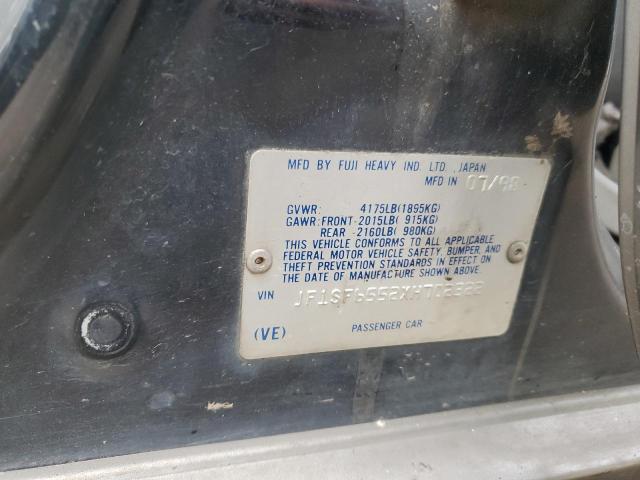 MFD BY FUJI HEAVY IND. LTD., JAPAN
MFD IN 07/98
GVWR: 4175LB(1895KG)
GAWR:FRONT-2015LB( 915KG)
REAR -2160LB( 980KG)
THIS VEHICLE CONFORMS TO ALL APPLICABLE
FEDERAL MOTOR VEHICLE SAFETY, BUMPER, AND
THEFT PREVENTION STANDARDS IN EFFECT ON
THE DATE OF MANUFACTURE SHOWN ABOVE.
VIN
(VE) PASSENGER CAR